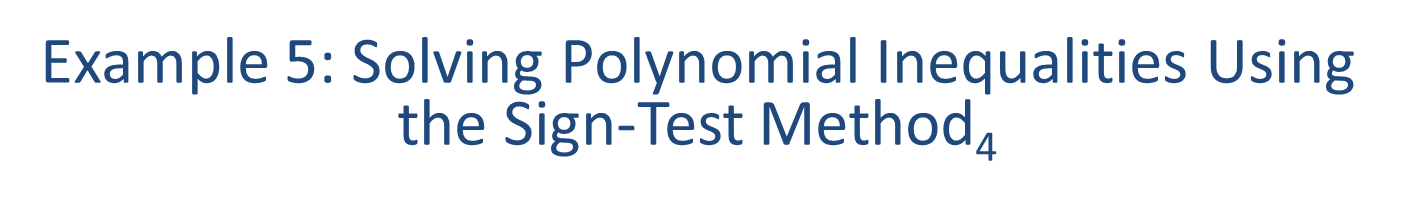 Example 5: Solving Polynomial Inequalities Using
the Sign-Test Method₄